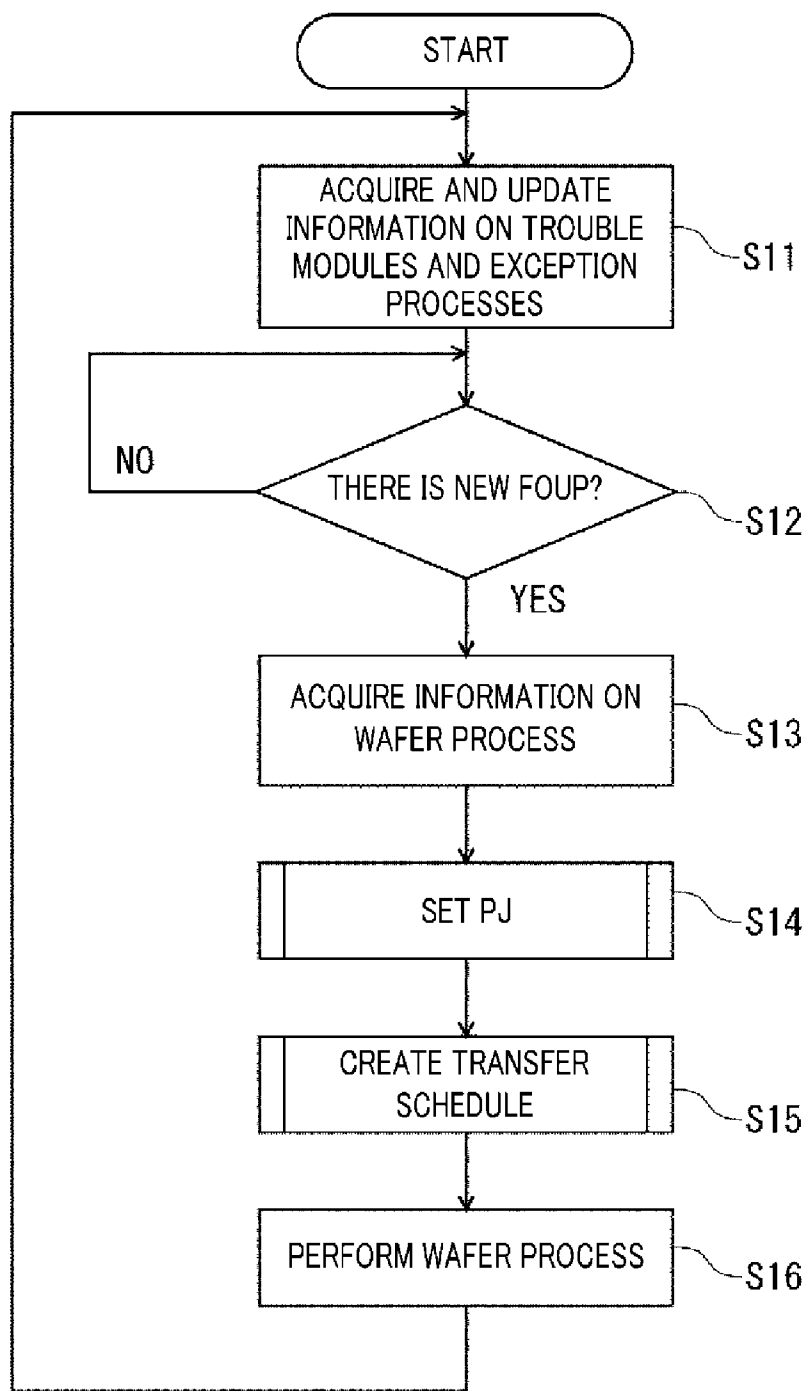 START
ACQUIRE AND UPDATE
INFORMATION ON TROUBLE
MODULES AND EXCEPTION
PROCESSES
S11
THERE IS NEW FOUP?
NO
S12
YES
ACQUIRE INFORMATION ON
WAFER PROCESS
S13
SET PJ
S14
CREATE TRANSFER
SCHEDULE
S15
PERFORM WAFER PROCESS
S16